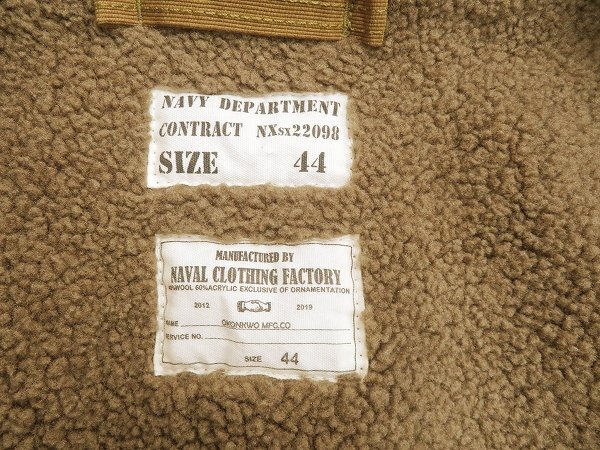 NAVY DEPARTMENT
CONTRACT NXsx22098
SIZE 44
MANUFACTURED BY
NAVAL CLOTHING FACTORY
WOOL 60%ACRYLIC EXCLUSIVE OF ORNAMENTATION
2012 2019
NAME OKONKWO MFG.CO
SERVICE NO.
SIZE 44